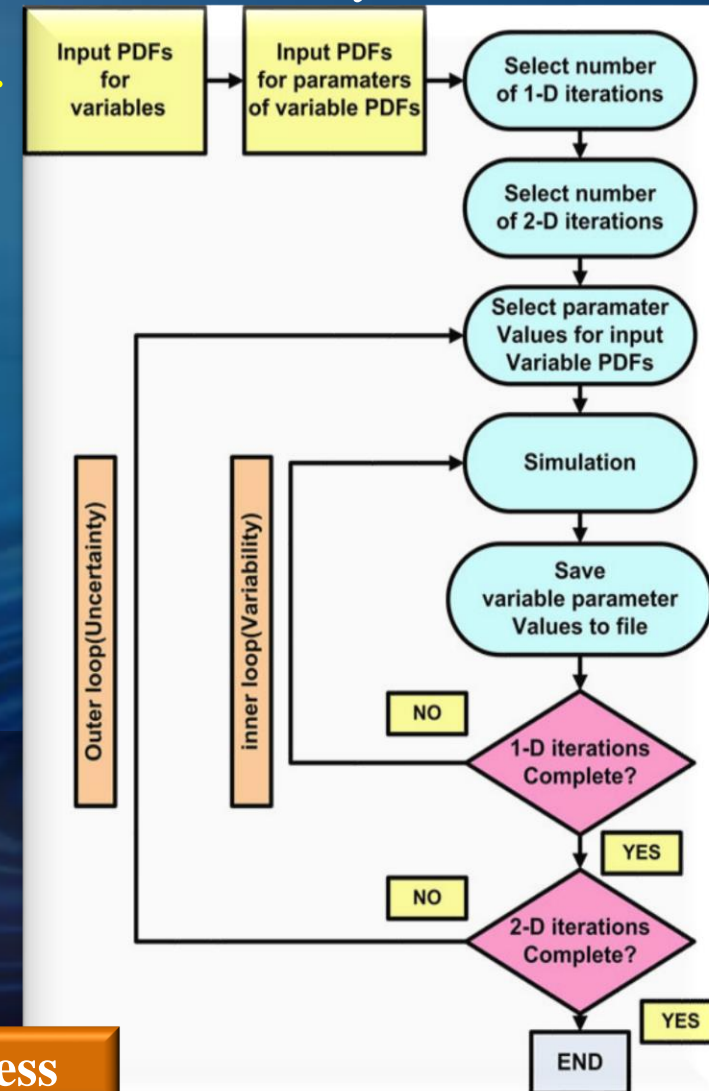 Input PDFs
for
variables
Input PDFs
for paramaters
of variable PDFs
Select number
of 1-D iterations
Select number
of 2-D iterations
Select paramater
Values for input
Variable PDFs
Simulation
Save
variable parameter
Values to file
Outer loop(Uncertainty)
inner loop(Variability)
NO
1-D iterations
Complete?
YES
NO
2-D iterations
Complete?
YES
END
ess